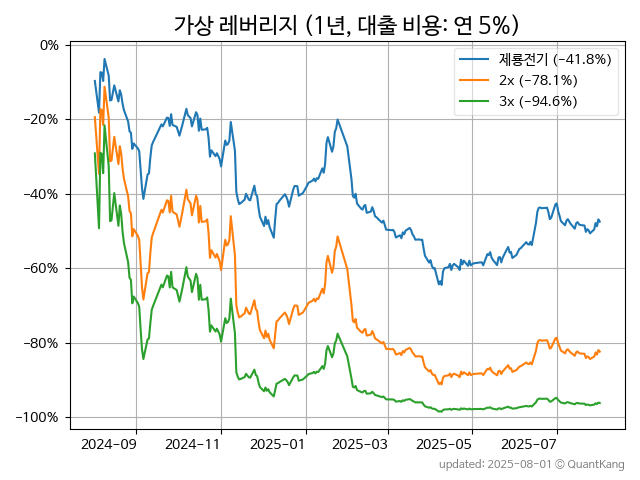 가상 레버리지 (1년, 대출 비용: 연 5%)
제룡전기 (−41.8%)
2x (−78.1%)
3x (−94.6%)
0%
−20%
−40%
−60%
−80%
−100%
2024-09 2024-11 2025-01 2025-03 2025-05 2025-07
updated: 2025-08-01 © QuantKang